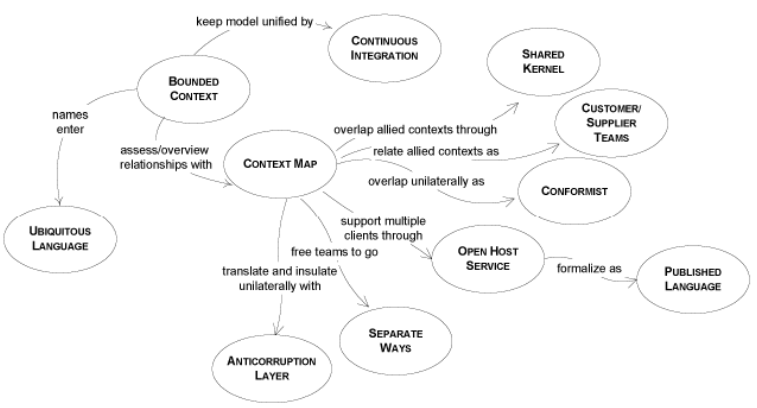 keep model unified by
CONTINUOUS
INTEGRATION
SHARED
KERNEL
BOUNDED
CONTEXT
names
enter
CUSTOMER/
SUPPLIER
TEAMS
assess/overview
relationships with
overlap allied contexts through
relate allied contexts as
CONTEXT MAP
overlap unilaterally as
CONFORMIST
UBIQUITOUS
LANGUAGE
support multiple
clients through
free teams to go
OPEN HOST
SERVICE
formalize as
PUBLISHED
LANGUAGE
translate and insulate
unilaterally with
SEPARATE
WAYS
ANTICORRUPTION
LAYER